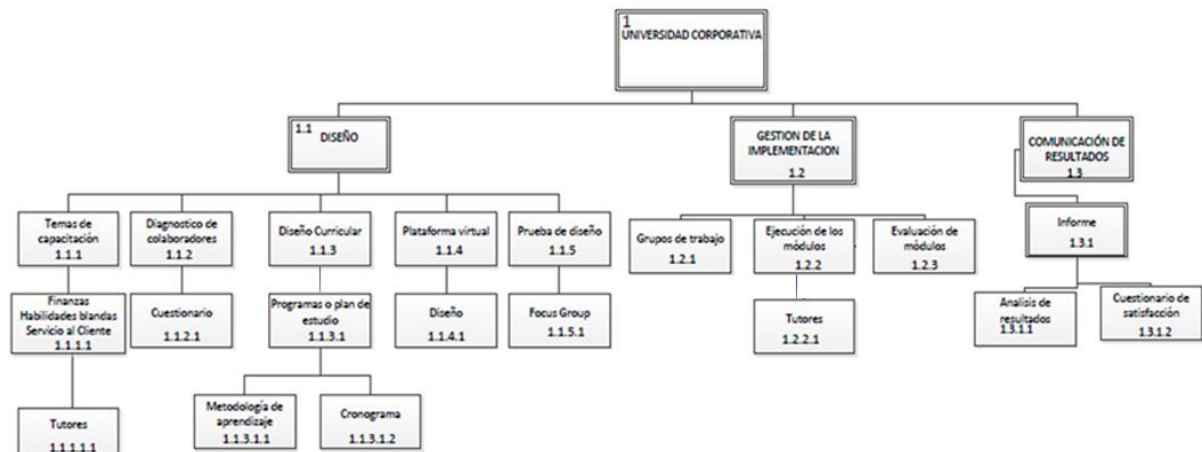 1
UNIVERSIDAD CORPORATIVA
1.1
DISEÑO
GESTION DE LA
IMPLEMENTACION
1.2
COMUNICACIÓN DE
RESULTADOS
1.3
Temas de
capacitación
1.1.1
Diagnostico de
colaboradores
1.1.2
Diseño Curricular
1.1.3
Plataforma virtual
1.1.4
Prueba de diseño
1.1.5
Grupos de trabajo
1.2.1
Ejecución de los
módulos
1.2.2
Evaluación de
módulos
1.2.3
Informe
1.3.1
Finanzas
Habilidades blandas
Servicio al Cliente
1.1.1.1
Cuestionario
1.1.2.1
Programas o plan de
estudio
1.1.3.1
Diseño
1.1.4.1
Focus Group
1.1.5.1
Tutores
1.2.2.1
Analisis de
resultados
1.3.1.1
Cuestionario de
satisfacción
1.3.1.2
Tutores
1.1.1.1.1
Metodología de
aprendizaje
1.1.3.1.1
Cronograma
1.1.3.1.2